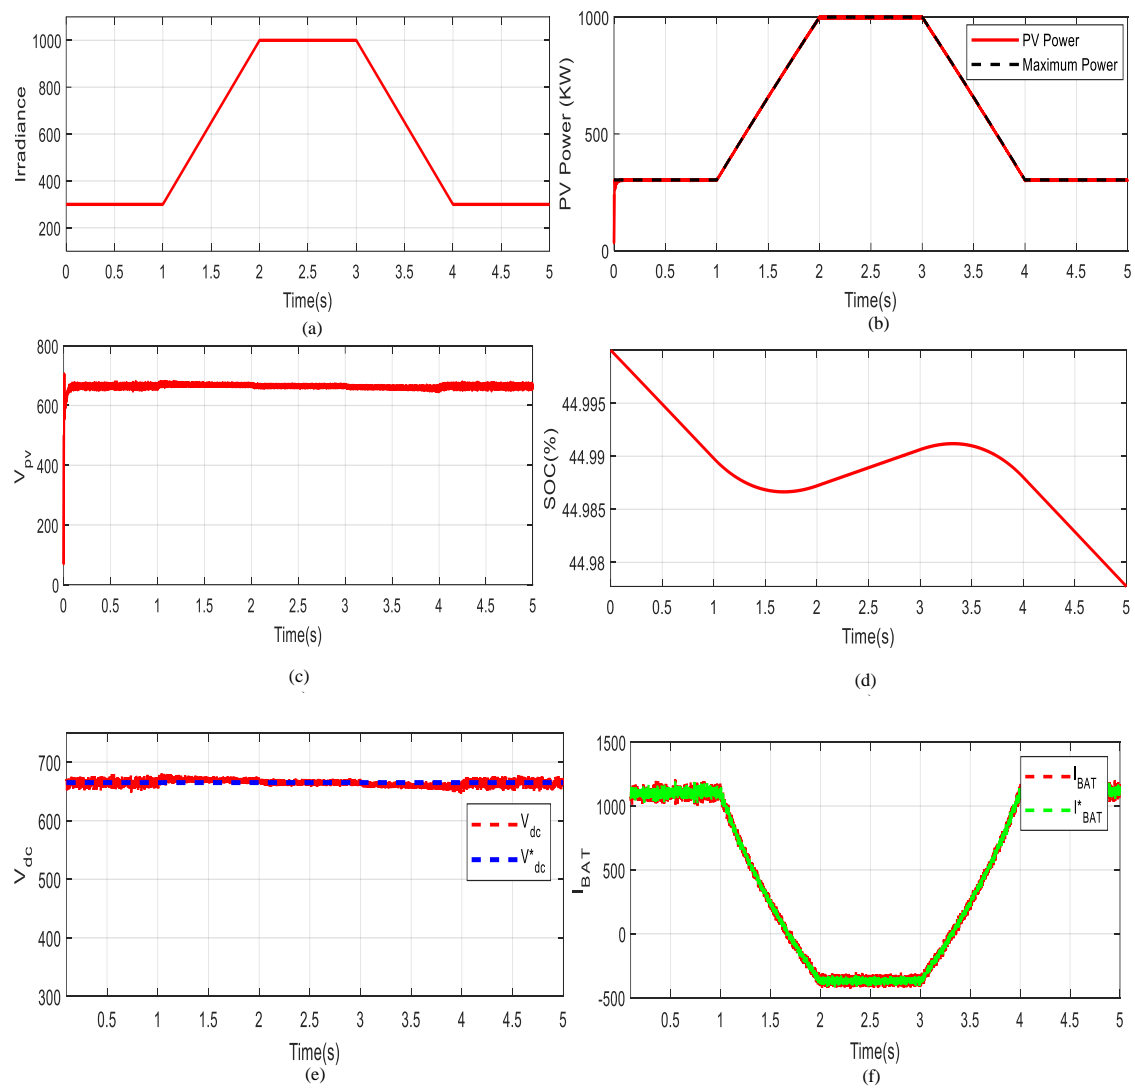 1000
800
600
400
200
Irradiance
0 0.5 1 1.5 2 2.5 3 3.5 4 4.5 5
Time(s)
(a)
1000
500
0
PV Power (KW)
PV Power
Maximum Power
0 0.5 1 1.5 2 2.5 3 3.5 4 4.5 5
Time(s)
(b)
800
600
400
200
0
V_pv
0 0.5 1 1.5 2 2.5 3 3.5 4 4.5 5
Time(s)
(c)
44.995
44.99
44.985
44.98
SOC(%)
0 0.5 1 1.5 2 2.5 3 3.5 4 4.5 5
Time(s)
(d)
700
600
500
400
300
V_dc
V_dc
V*_dc
0.5 1 1.5 2 2.5 3 3.5 4 4.5 5
Time(s)
(e)
1500
1000
500
0
-500
I_BAT
I_BAT
I*_BAT
0.5 1 1.5 2 2.5 3 3.5 4 4.5 5
Time(s)
(f)